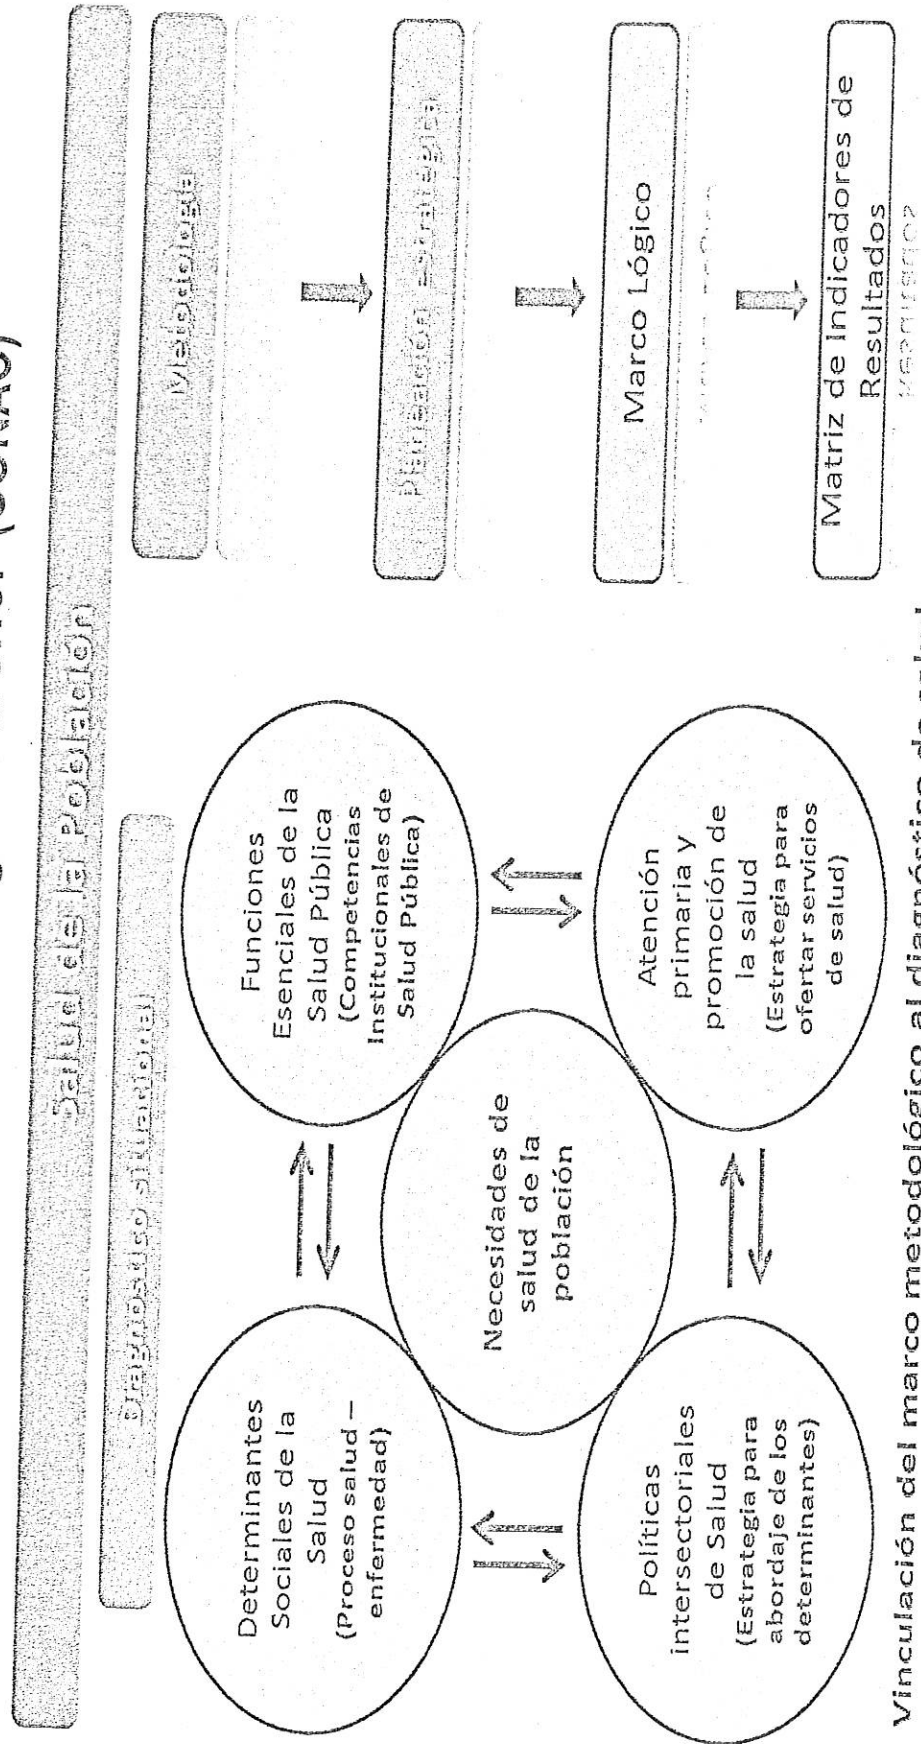 (CONAC)
Salud de la Población
Diagnóstico situacional
Metodología
Determinantes
Sociales de la
Salud
(Proceso salud –
enfermedad)
Funciones
Esenciales de la
Salud Pública
(Competencias
Institucionales de
Salud Pública)
Necesidades de
salud de la
población
Políticas
intersectoriales
de Salud
(Estrategia para
abordaje de los
determinantes)
Atención
primaria y
promoción de
la salud
(Estrategia para
ofertar servicios
de salud)
Planeación estratégica
Marco Lógico
Matriz de Indicadores de
Resultados
Vinculación del marco metodológico al diagnóstico de salud